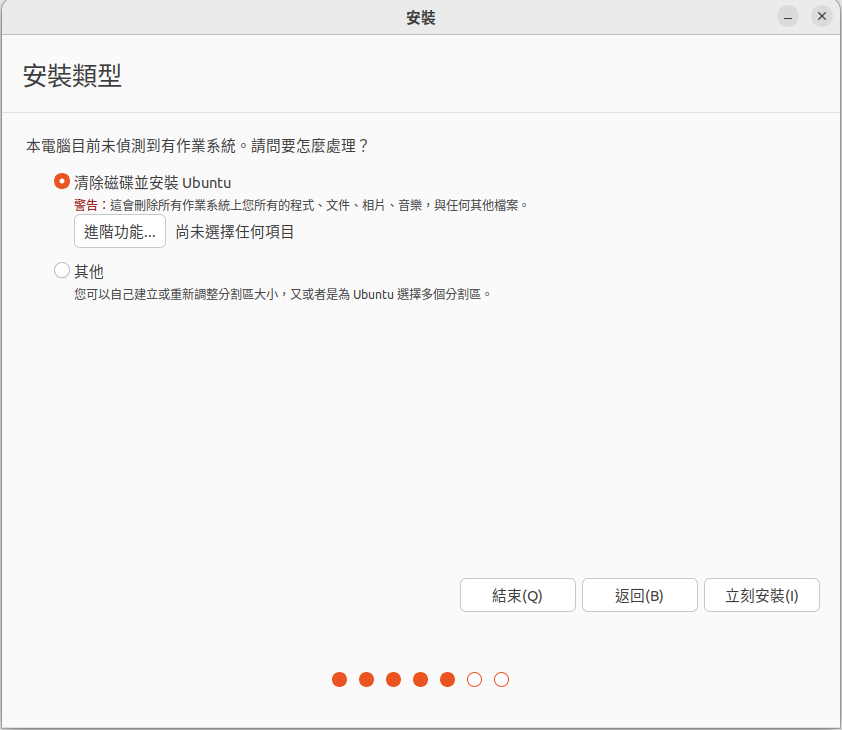 安裝
安裝類型
本電腦目前未偵測到有作業系統。請問要怎麼處理？
清除磁碟並安裝 Ubuntu
警告：這會刪除所有作業系統上您所有的程式、文件、相片、音樂，與任何其他檔案。
進階功能... 尚未選擇任何項目
其他
您可以自己建立或重新調整分割區大小，又或者是為 Ubuntu 選擇多個分割區。
結束(Q) 返回(B) 立刻安裝(I)